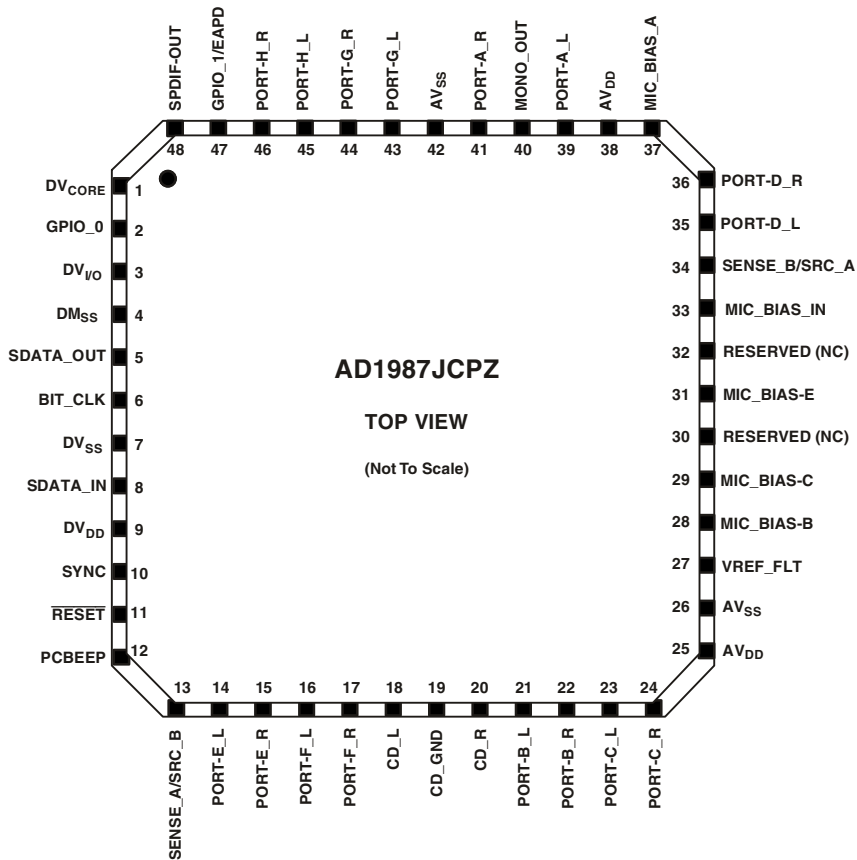 SPDIF-OUT
GPIO_1/EAPD
PORT-H_R
PORT-H_L
PORT-G_R
PORT-G_L
AVSS
PORT-A_R
MONO_OUT
PORT-A_L
AVDD
MIC_BIAS_A
48 47 46 45 44 43 42 41 40 39 38 37
DVCORE 1
GPIO_0 2
DVI/O 3
DMSS 4
SDATA_OUT 5
BIT_CLK 6
DVSS 7
SDATA_IN 8
DVDD 9
SYNC 10
RESET 11
PCBEEP 12
AD1987JCPZ
TOP VIEW
(Not To Scale)
36 PORT-D_R
35 PORT-D_L
34 SENSE_B/SRC_A
33 MIC_BIAS_IN
32 RESERVED (NC)
31 MIC_BIAS-E
30 RESERVED (NC)
29 MIC_BIAS-C
28 MIC_BIAS-B
27 VREF_FLT
26 AVSS
25 AVDD
13 14 15 16 17 18 19 20 21 22 23 24
SENSE_A/SRC_B
PORT-E_L
PORT-E_R
PORT-F_L
PORT-F_R
CD_L
CD_GND
CD_R
PORT-B_L
PORT-B_R
PORT-C_L
PORT-C_R